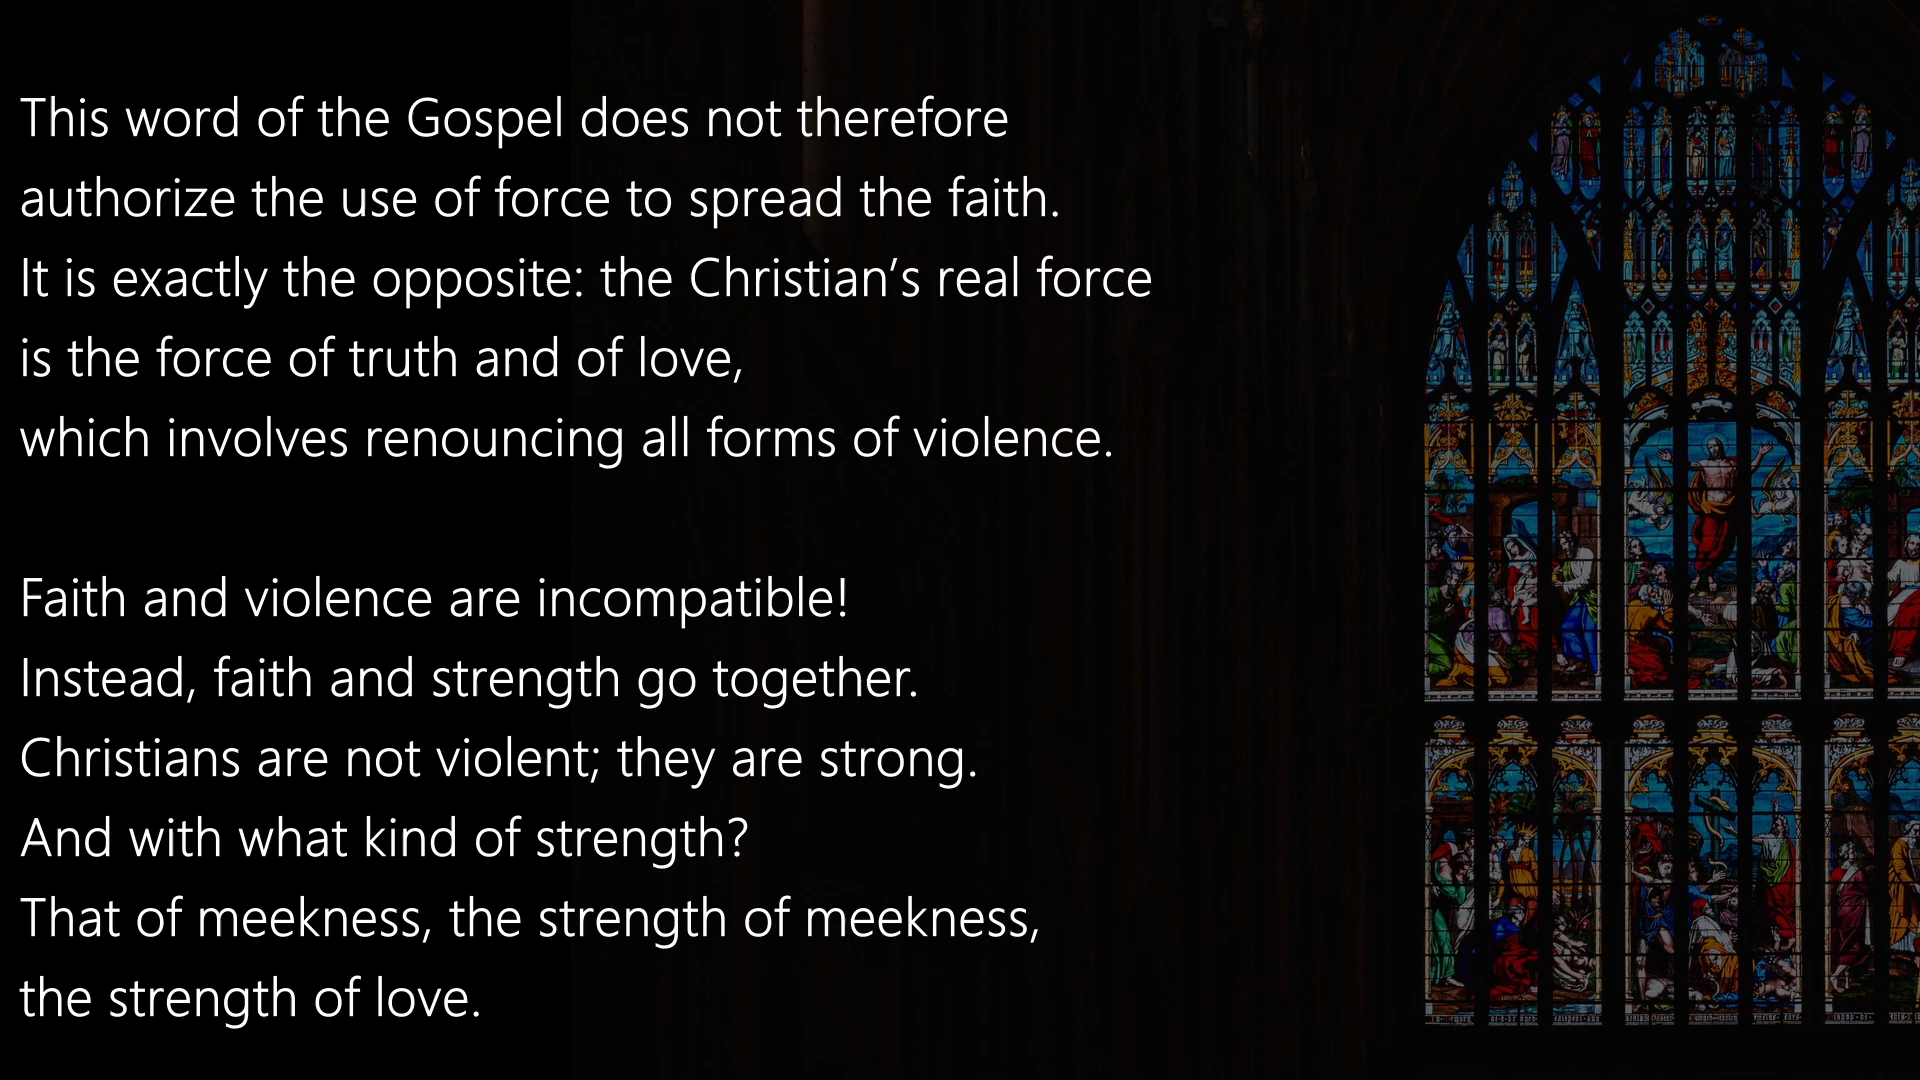 This word of the Gospel does not therefore
authorize the use of force to spread the faith.
It is exactly the opposite: the Christian’s real force
is the force of truth and of love,
which involves renouncing all forms of violence.
Faith and violence are incompatible!
Instead, faith and strength go together.
Christians are not violent; they are strong.
And with what kind of strength?
That of meekness, the strength of meekness,
the strength of love.